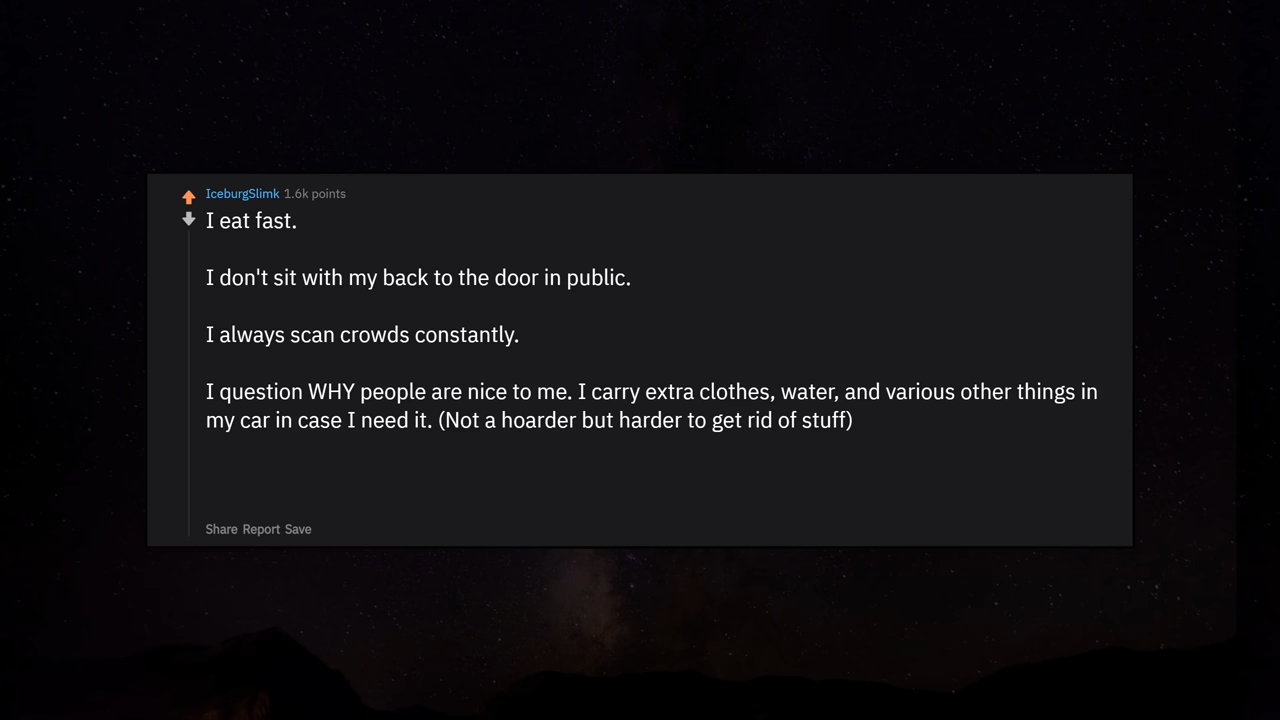 IceburgSlimk 1.6k points
I eat fast.
I don't sit with my back to the door in public.
I always scan crowds constantly.
I question WHY people are nice to me. I carry extra clothes, water, and various other things in
my car in case I need it. (Not a hoarder but harder to get rid of stuff)
Share Report Save